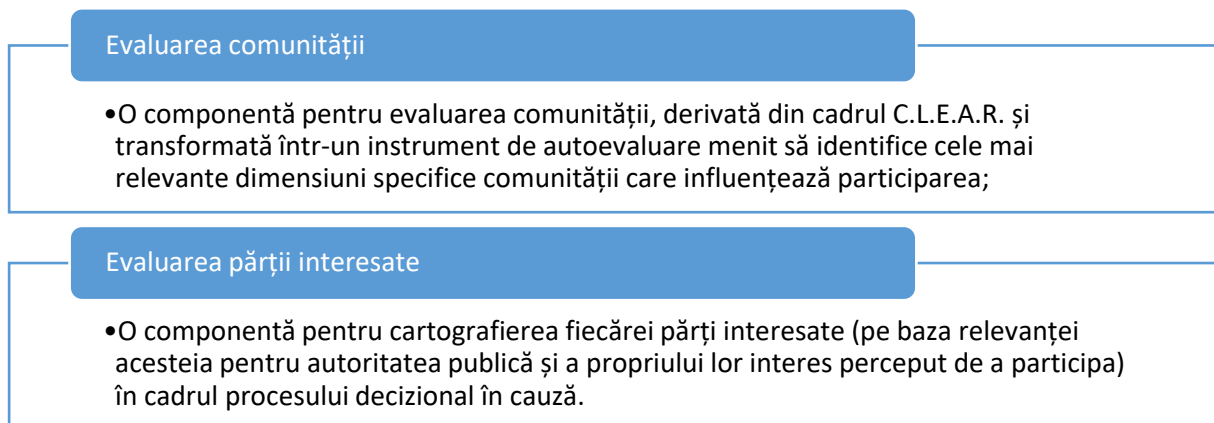 Evaluarea comunității
•O componentă pentru evaluarea comunității, derivată din cadrul C.L.E.A.R. și
transformată într-un instrument de autoevaluare menit să identifice cele mai
relevante dimensiuni specifice comunității care influențează participarea;
Evaluarea părții interesate
•O componentă pentru cartografierea fiecărei părți interesate (pe baza relevanței
acesteia pentru autoritatea publică și a propriului lor interes perceput de a participa)
în cadrul procesului decizional în cauză.